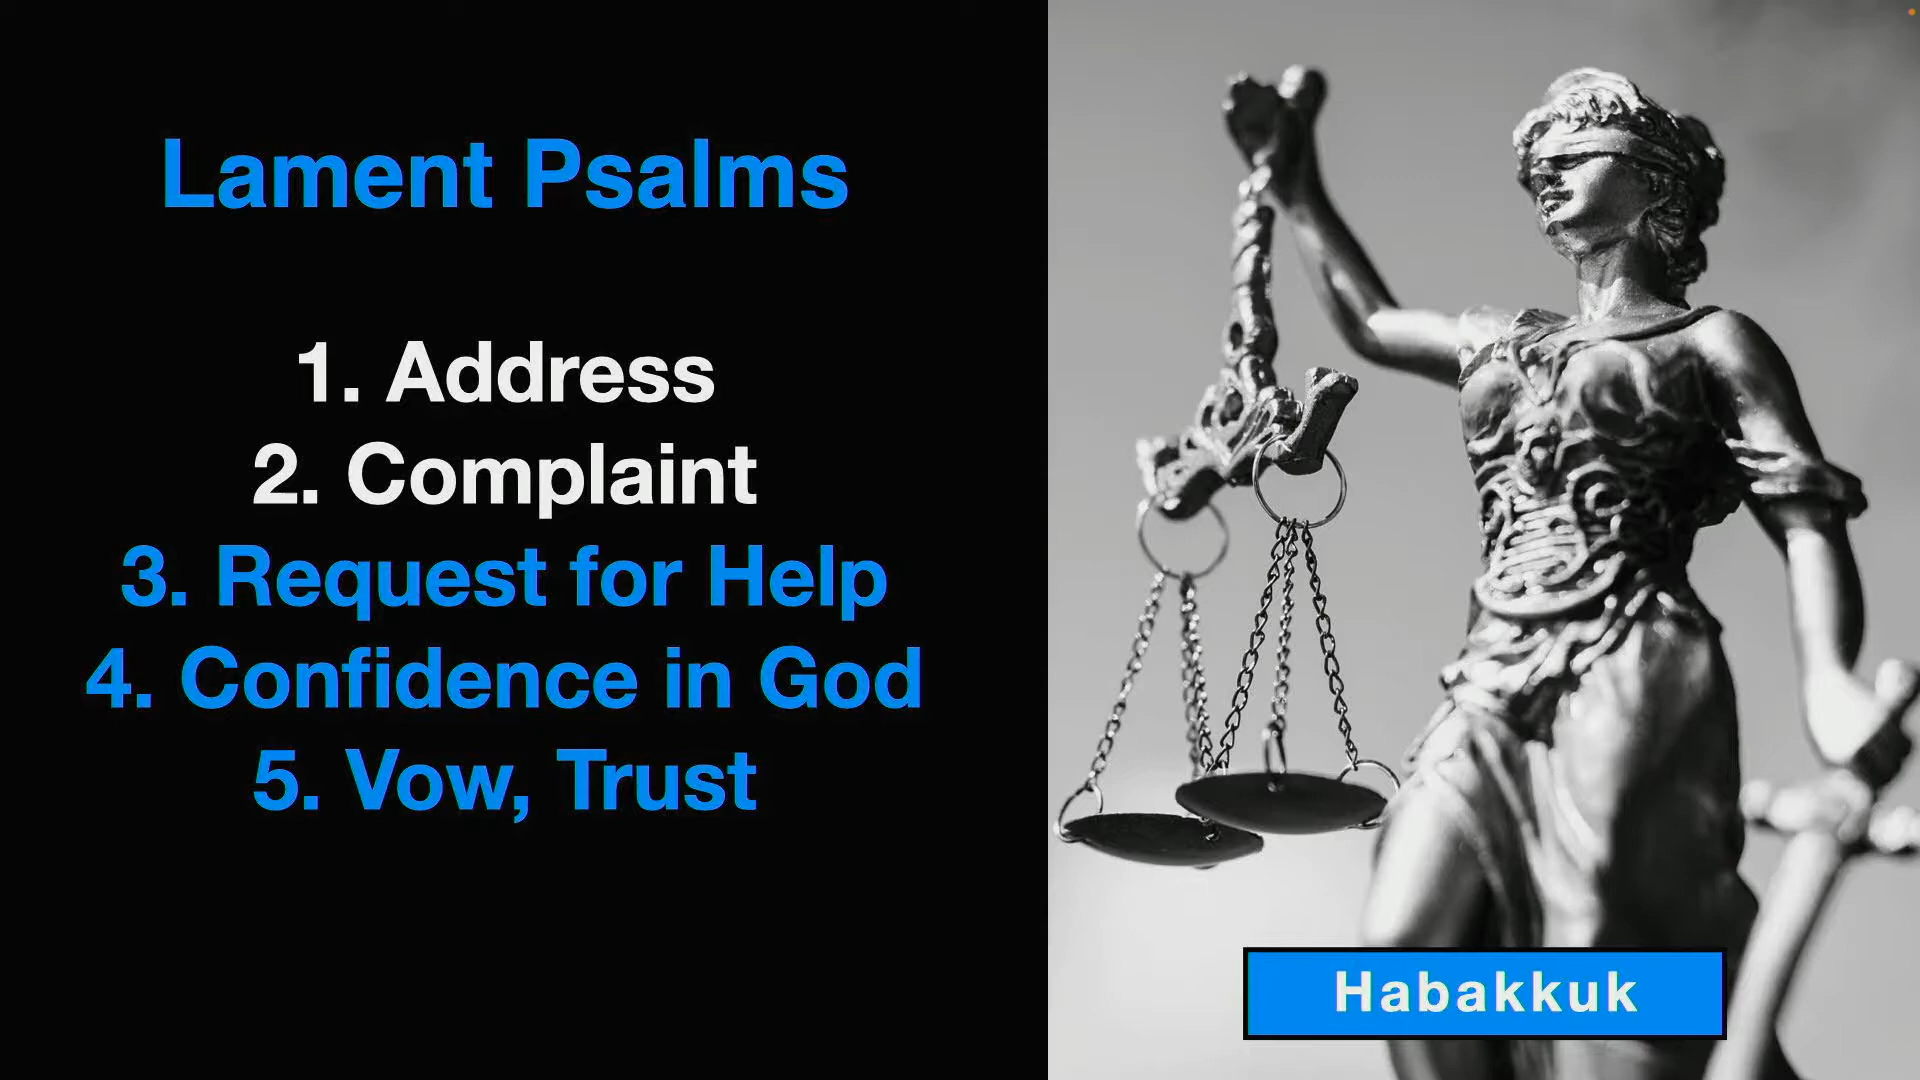 Lament Psalms
1. Address
2. Complaint
3. Request for Help
4. Confidence in God
5. Vow, Trust
Habakkuk